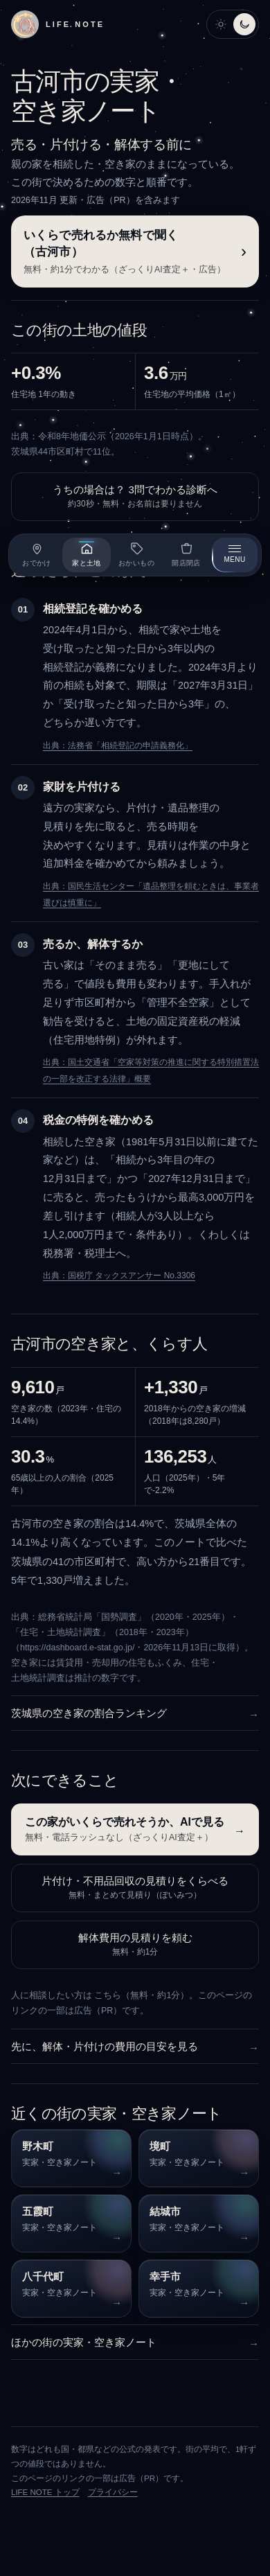 LIFE.NOTE
古河市の実家・
空き家ノート
売る・片付ける・解体する前に
親の家を相続した・空き家のままになっている。
この街で決めるための数字と順番です。
2026年11月 更新・広告（PR）を含みます
いくらで売れるか無料で聞く
（古河市）
無料・約1分でわかる（ざっくりAI査定＋・広告）
›
この街の土地の値段
+0.3%
住宅地 1年の動き
3.6万円
住宅地の平均価格（1㎡）
出典：令和8年地価公示（2026年1月1日時点）。
茨城県44市区町村で11位。
うちの場合は？ 3問でわかる診断へ
約30秒・無料・お名前は要りません
おでかけ
家と土地
おかいもの
開店閉店
MENU
01
相続登記を確かめる
2024年4月1日から、相続で家や土地を
受け取ったと知った日から3年以内の
相続登記が義務になりました。2024年3月より
前の相続も対象で、期限は「2027年3月31日」
か「受け取ったと知った日から3年」の、
どちらか遅い方です。
出典：法務省「相続登記の申請義務化」
02
家財を片付ける
遠方の実家なら、片付け・遺品整理の
見積りを先に取ると、売る時期を
決めやすくなります。見積りは作業の中身と
追加料金を確かめてから頼みましょう。
出典：国民生活センター「遺品整理を頼むときは、事業者
選びは慎重に」
03
売るか、解体するか
古い家は「そのまま売る」「更地にして
売る」で値段も費用も変わります。手入れが
足りず市区町村から「管理不全空家」として
勧告を受けると、土地の固定資産税の軽減
（住宅用地特例）が外れます。
出典：国土交通省「空家等対策の推進に関する特別措置法
の一部を改正する法律」概要
04
税金の特例を確かめる
相続した空き家（1981年5月31日以前に建てた
家など）は、「相続から3年目の年の
12月31日まで」かつ「2027年12月31日まで」
に売ると、売ったもうけから最高3,000万円を
差し引けます（相続人が3人以上なら
1人2,000万円まで・条件あり）。くわしくは
税務署・税理士へ。
出典：国税庁 タックスアンサー No.3306
古河市の空き家と、くらす人
9,610戸
空き家の数（2023年・住宅の
14.4%）
+1,330戸
2018年からの空き家の増減
（2018年は8,280戸）
30.3%
65歳以上の人の割合（2025
年）
136,253人
人口（2025年）・5年
で-2.2%
古河市の空き家の割合は14.4%で、茨城県全体の
14.1%より高くなっています。このノートで比べた
茨城県の41の市区町村で、高い方から21番目です。
5年で1,330戸増えました。
出典：総務省統計局「国勢調査」（2020年・2025年）・
「住宅・土地統計調査」（2018年・2023年）
（https://dashboard.e-stat.go.jp/・2026年11月13日に取得）。
空き家には賃貸用・売却用の住宅もふくみ、住宅・
土地統計調査は推計の数字です。
茨城県の空き家の割合ランキング
→
次にできること
この家がいくらで売れそうか、AIで見る
無料・電話ラッシュなし（ざっくりAI査定＋）
→
片付け・不用品回収の見積りをくらべる
無料・まとめて見積り（ぽいみつ）
解体費用の見積りを頼む
無料・約1分
人に相談したい方は こちら（無料・約1分）。このページの
リンクの一部は広告（PR）です。
先に、解体・片付けの費用の目安を見る
→
近くの街の実家・空き家ノート
野木町
実家・空き家ノート
→
境町
実家・空き家ノート
→
五霞町
実家・空き家ノート
→
結城市
実家・空き家ノート
→
八千代町
実家・空き家ノート
→
幸手市
実家・空き家ノート
→
ほかの街の実家・空き家ノート
→
数字はどれも国・都県などの公式の発表です。街の平均で、1軒ず
つの値段ではありません。
このページのリンクの一部は広告（PR）です。
LIFE NOTE トップ プライバシー